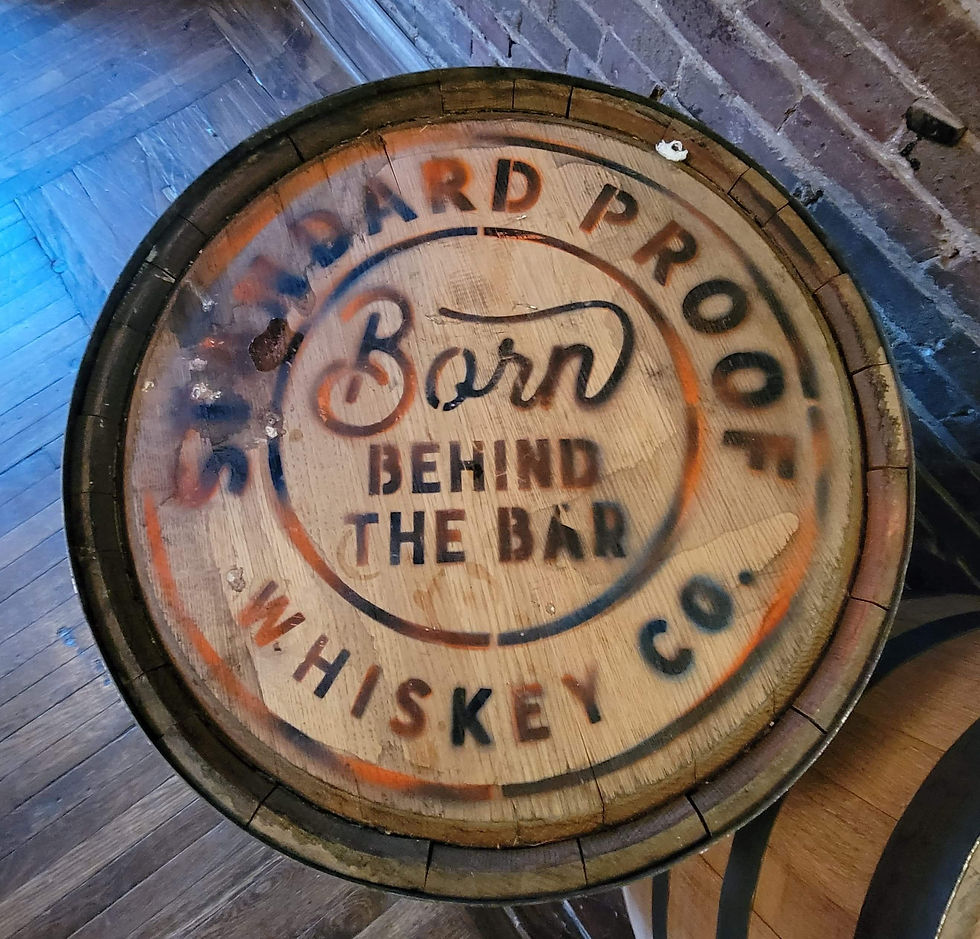 STANDARD PROOF
Born
BEHIND
THE BAR
WHISKEY CO.